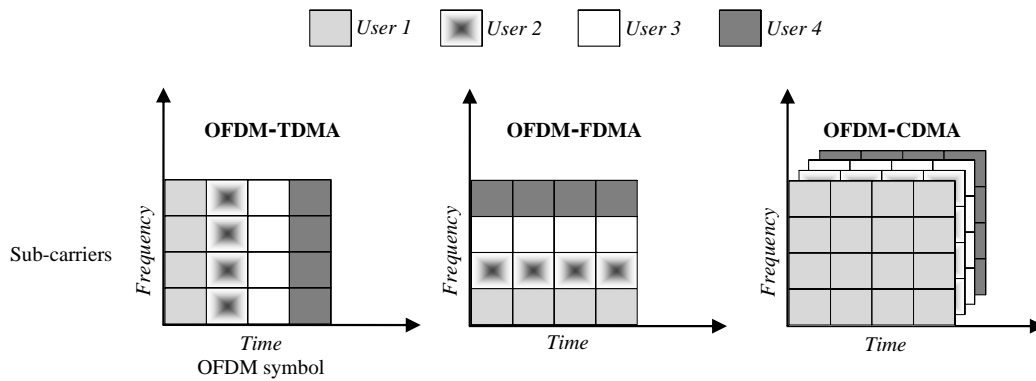 User 1
User 2
User 3
User 4
OFDM-TDMA
OFDM-FDMA
OFDM-CDMA
Sub-carriers
Frequency
Frequency
Frequency
Time
Time
Time
OFDM symbol